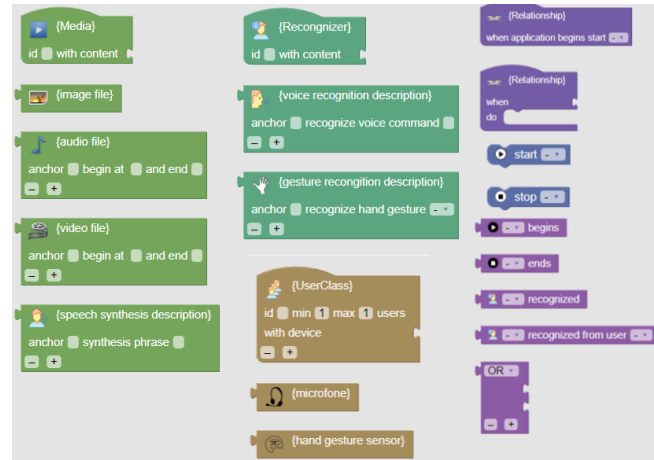 {Media}
id with content
{image file}
{audio file}
anchor begin at and end
– +
{video file}
anchor begin at and end
– +
{speech synthesis description}
anchor synthesis phrase
– +
{Recongnizer}
id with content
{voice recognition description}
anchor recognize voice command
– +
{gesture recongition description}
anchor recognize hand gesture -
– +
{UserClass}
id min 1 max 1 users
with device
– +
{microfone}
{hand gesture sensor}
{Relationship}
when application begins start -
{Relationship}
when
do
start -
stop -
- begins
- ends
- recognized
- recognized from user -
OR
– +